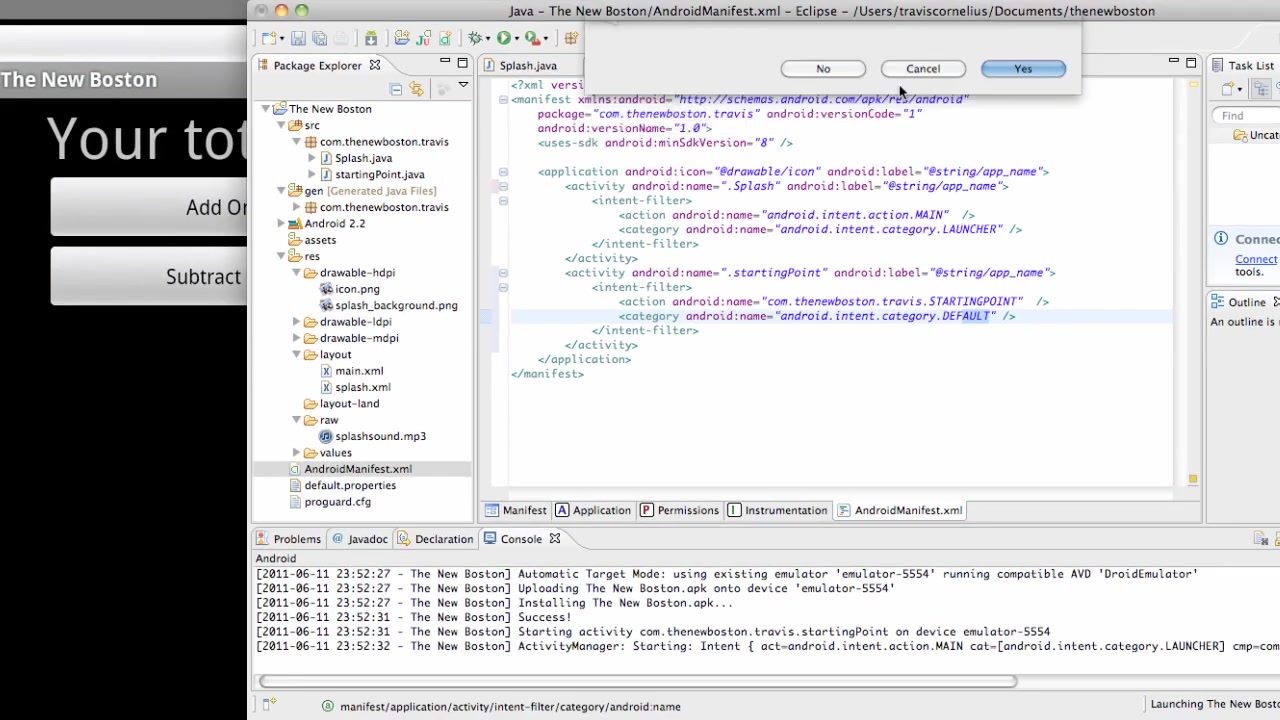 Java - The New Boston/AndroidManifest.xml - Eclipse - /Users/traviscornelius/Documents/thenewboston
The New Boston
Your tot
Add On
Subtract
Package Explorer
The New Boston
src
com.thenewboston.travis
Splash.java
startingPoint.java
gen [Generated Java Files]
com.thenewboston.travis
Android 2.2
assets
res
drawable-hdpi
icon.png
splash_background.png
drawable-ldpi
drawable-mdpi
layout
main.xml
splash.xml
layout-land
raw
splashsound.mp3
values
AndroidManifest.xml
default.properties
proguard.cfg
Splash.java
No
Cancel
Yes
<?xml versi
<manifest xmlns:android="http://schemas.android.com/apk/res/android"
package="com.thenewboston.travis" android:versionCode="1"
android:versionName="1.0">
<uses-sdk android:minSdkVersion="8" />
<application android:icon="@drawable/icon" android:label="@string/app_name">
<activity android:name=".Splash" android:label="@string/app_name">
<intent-filter>
<action android:name="android.intent.action.MAIN" />
<category android:name="android.intent.category.LAUNCHER" />
</intent-filter>
</activity>
<activity android:name=".startingPoint" android:label="@string/app_name">
<intent-filter>
<action android:name="com.thenewboston.travis.STARTINGPOINT" />
<category android:name="android.intent.category.DEFAULT" />
</intent-filter>
</activity>
</application>
</manifest>
Manifest
Application
Permissions
Instrumentation
AndroidManifest.xml
Task List
Find
Uncat
Connec
Connect
tools.
Outline
An outline is
Problems
Javadoc
Declaration
Console
Android
[2011-06-11 23:52:27 - The New Boston] Automatic Target Mode: using existing emulator 'emulator-5554' running compatible AVD 'DroidEmulator'
[2011-06-11 23:52:27 - The New Boston] Uploading The New Boston.apk onto device 'emulator-5554'
[2011-06-11 23:52:27 - The New Boston] Installing The New Boston.apk...
[2011-06-11 23:52:31 - The New Boston] Success!
[2011-06-11 23:52:31 - The New Boston] Starting activity com.thenewboston.travis.startingPoint on device emulator-5554
[2011-06-11 23:52:32 - The New Boston] ActivityManager: Starting: Intent { act=android.intent.action.MAIN cat=[android.intent.category.LAUNCHER] cmp=com
manifest/application/activity/intent-filter/category/android:name
Launching The New Bosto